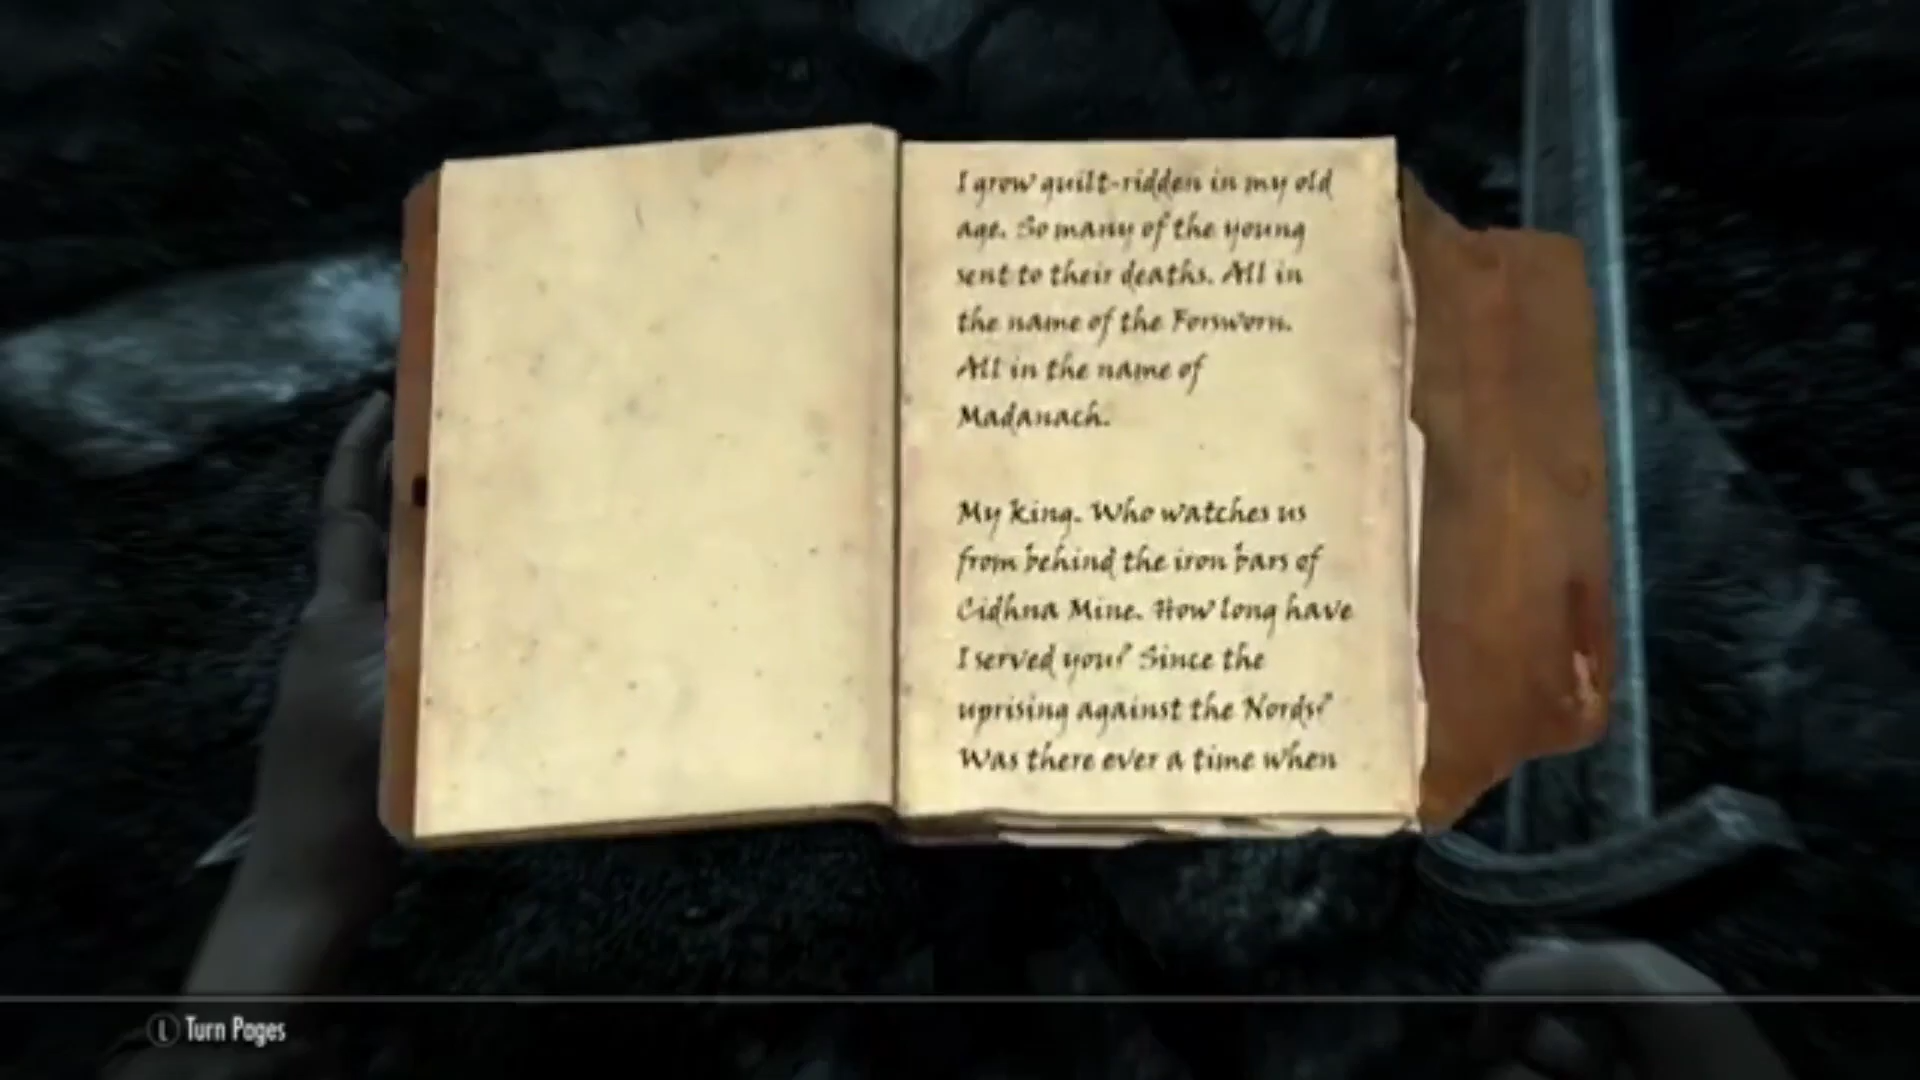 I grow guilt-ridden in my old
age. So many of the young
sent to their deaths. All in
the name of the Forsworn.
All in the name of
Madanach.
My king. Who watches us
from behind the iron bars of
Cidhna Mine. How long have
I served you? Since the
uprising against the Nords?
Was there ever a time when
L Turn Pages